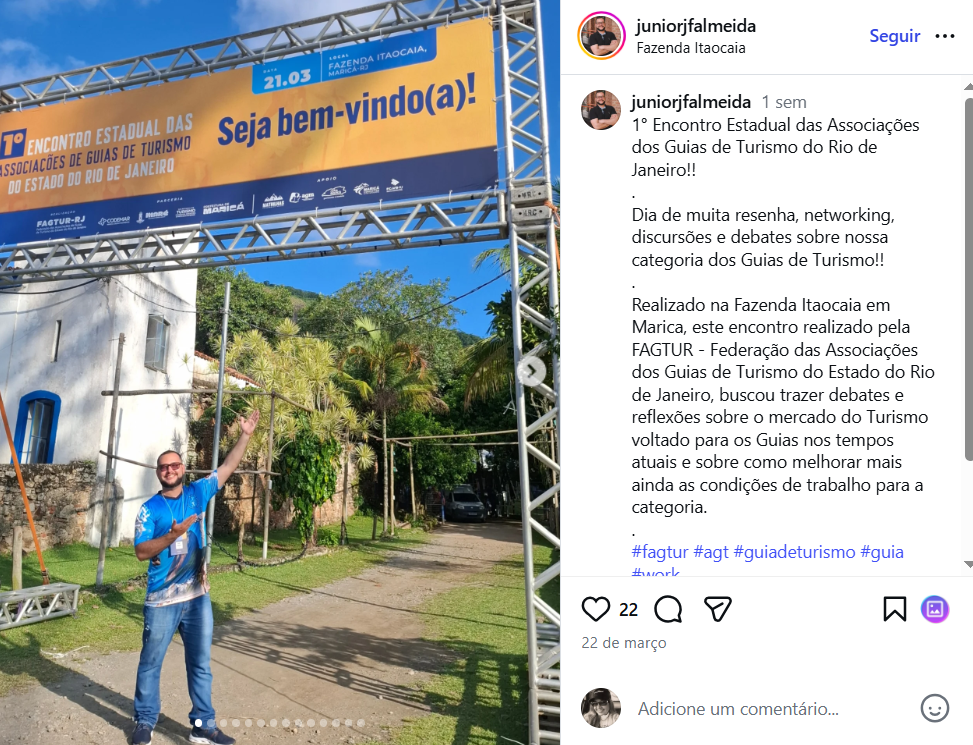 DATA
21.03
LOCAL
FAZENDA ITAOCAIA,
MARICÁ-RJ
1º ENCONTRO ESTADUAL DAS
ASSOCIAÇÕES DE GUIAS DE TURISMO
DO ESTADO DO RIO DE JANEIRO
Seja bem-vindo(a)!
REALIZAÇÃO
FAGTUR-RJ
PARCERIA
CODEMAR
MARICÁ
APOIO
juniorjfalmeida
Fazenda Itaocaia
Seguir
juniorjfalmeida 1 sem
1° Encontro Estadual das Associações
dos Guias de Turismo do Rio de
Janeiro!!
.
Dia de muita resenha, networking,
discursões e debates sobre nossa
categoria dos Guias de Turismo!!
.
Realizado na Fazenda Itaocaia em
Marica, este encontro realizado pela
FAGTUR - Federação das Associações
dos Guias de Turismo do Estado do Rio
de Janeiro, buscou trazer debates e
reflexões sobre o mercado do Turismo
voltado para os Guias nos tempos
atuais e sobre como melhorar mais
ainda as condições de trabalho para a
categoria.
.
#fagtur #agt #guiadeturismo #guia
#work
22
22 de março
Adicione um comentário...